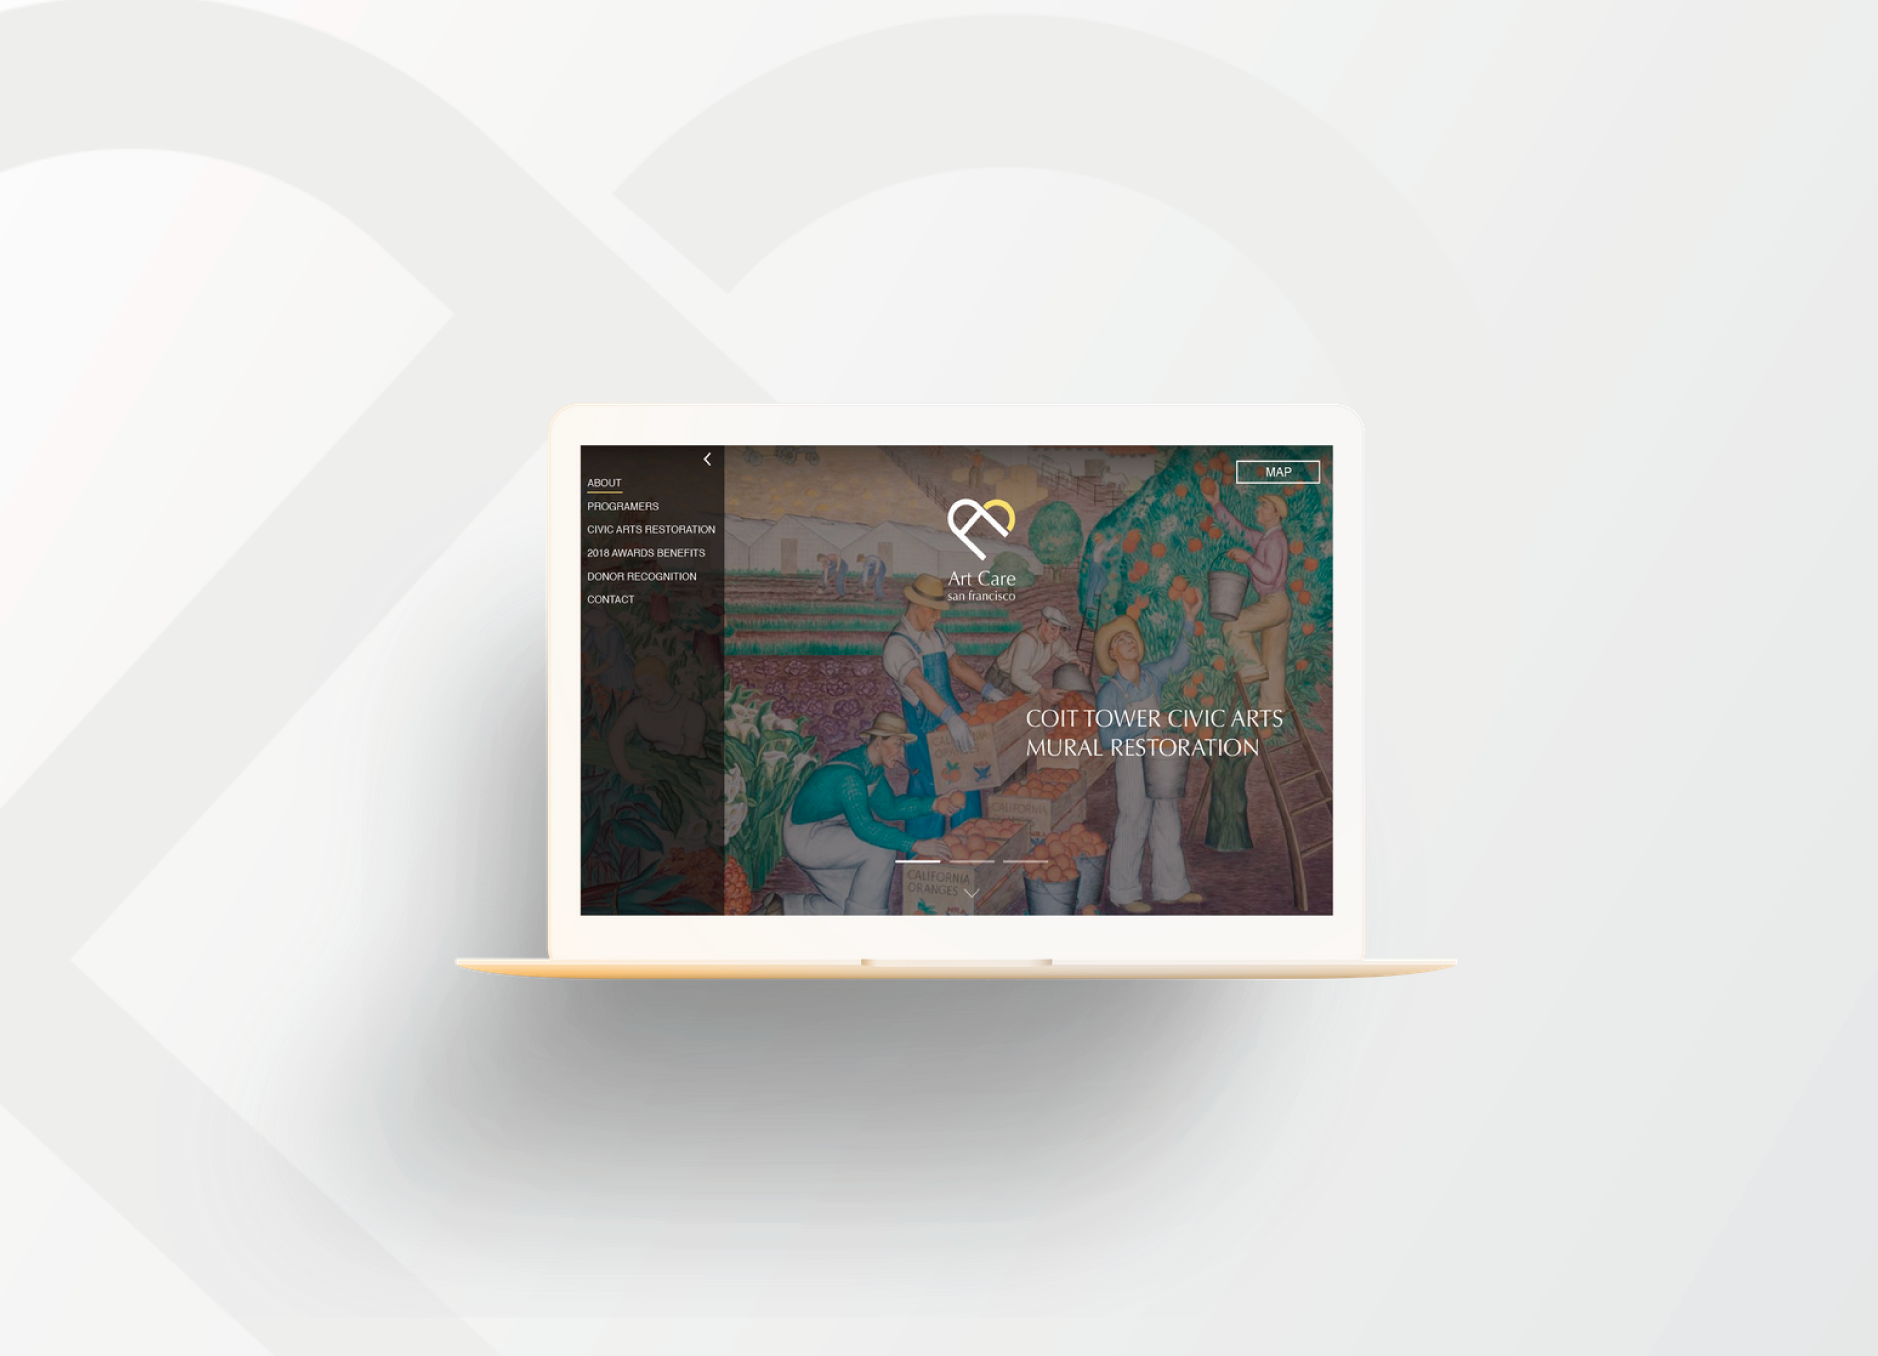 ABOUT
PROGRAMERS
CIVIC ARTS RESTORATION
2018 AWARDS BENEFITS
DONOR RECOGNITION
CONTACT
MAP
Art Care
san francisco
COIT TOWER CIVIC ARTS
MURAL RESTORATION
CALIFORNIA
CALIFORNIA
ORANGES